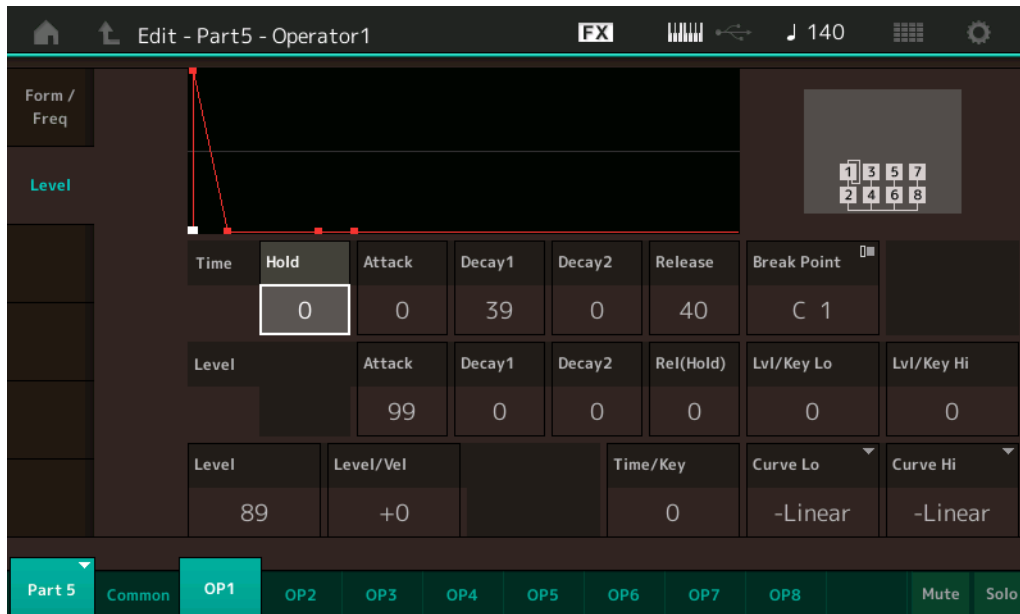 Edit - Part5 - Operator1 FX ♩ 140
Form /
Freq
Level
1 3 5 7
2 4 6 8
Time Hold Attack Decay1 Decay2 Release Break Point
0 0 39 0 40 C 1
Level Attack Decay1 Decay2 Rel(Hold) Lvl/Key Lo Lvl/Key Hi
99 0 0 0 0 0
Level Level/Vel Time/Key Curve Lo Curve Hi
89 +0 0 -Linear -Linear
Part 5 Common OP1 OP2 OP3 OP4 OP5 OP6 OP7 OP8 Mute Solo